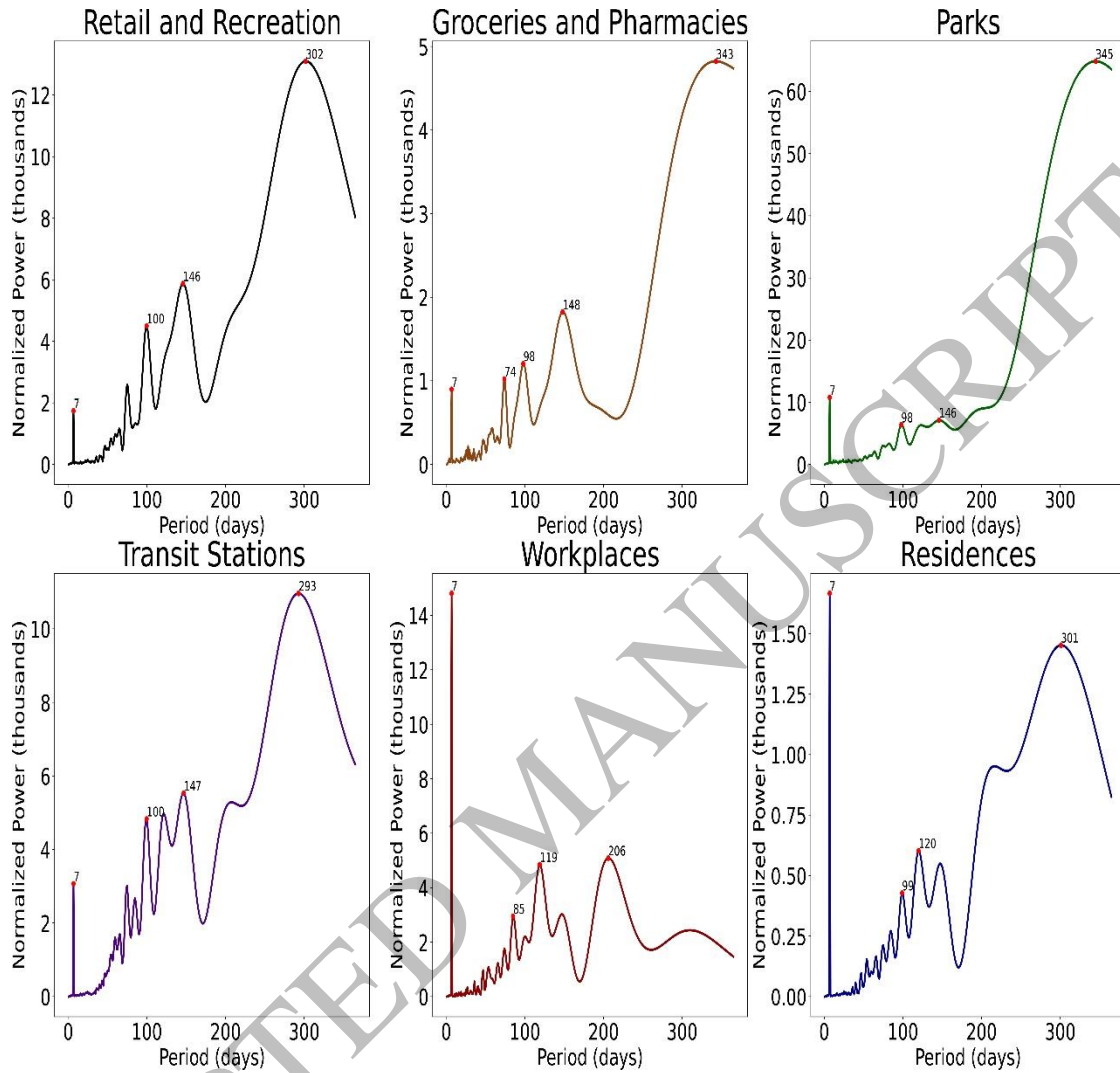 Retail and Recreation
Normalized Power (thousands)
12
10
8
6
4
2
0
302
146
100
7
0 100 200 300
Period (days)
Groceries and Pharmacies
Normalized Power (thousands)
5
4
3
2
1
0
343
148
98
74
7
0 100 200 300
Period (days)
Parks
Normalized Power (thousands)
60
50
40
30
20
10
0
345
7
98
146
0 100 200 300
Period (days)
Transit Stations
Normalized Power (thousands)
10
8
6
4
2
0
293
147
100
7
0 100 200 300
Period (days)
Workplaces
Normalized Power (thousands)
14
12
10
8
6
4
2
0
7
119
206
85
0 100 200 300
Period (days)
Residences
Normalized Power (thousands)
1.50
1.25
1.00
0.75
0.50
0.25
0.00
7
301
120
99
0 100 200 300
Period (days)
PTED MANUSCRIPT